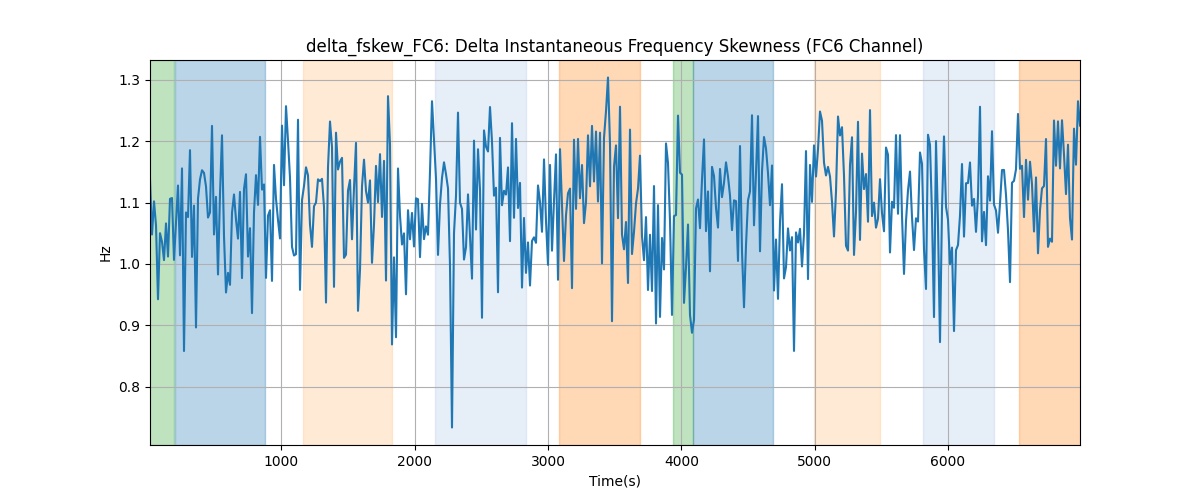 delta_fskew_FC6: Delta Instantaneous Frequency Skewness (FC6 Channel)
1.3
1.2
1.1
1.0
0.9
0.8
Hz
1000 2000 3000 4000 5000 6000
Time(s)